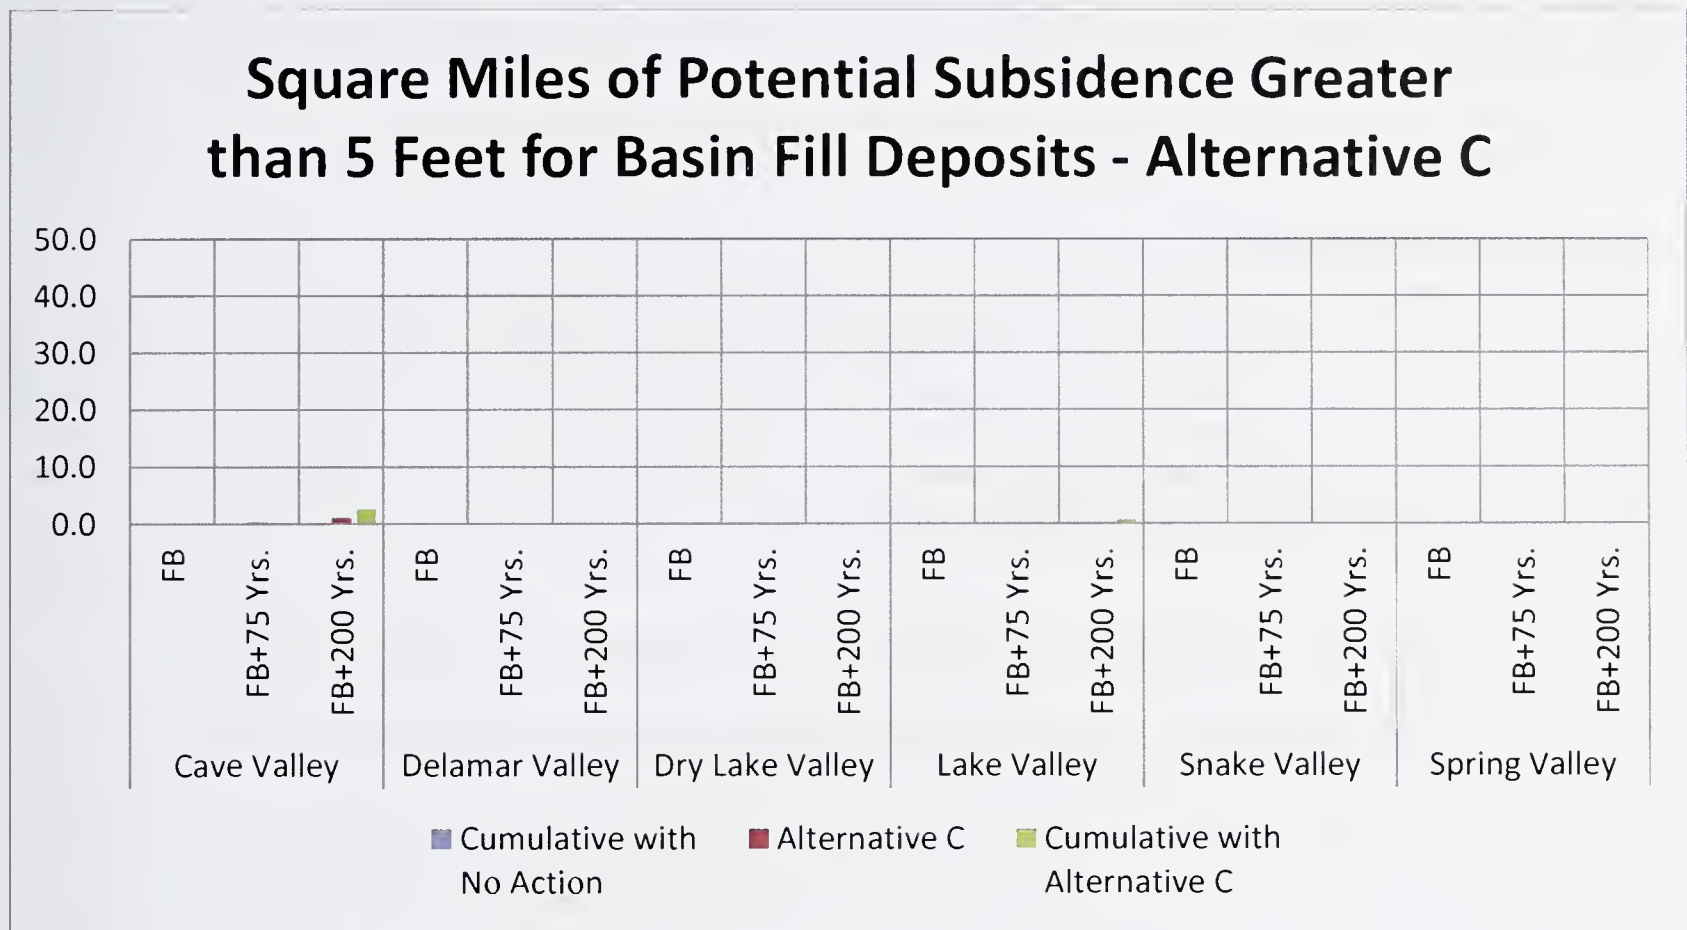 Square Miles of Potential Subsidence Greater
than 5 Feet for Basin Fill Deposits - Alternative C
50.0
40.0
30.0
20.0
10.0
0.0
FB
FB+75 Yrs.
FB+200 Yrs.
FB
FB+75 Yrs.
FB+200 Yrs.
FB
FB+75 Yrs.
FB+200 Yrs.
FB
FB+75 Yrs.
FB+200 Yrs.
FB
FB+75 Yrs.
FB+200 Yrs.
FB
FB+75 Yrs.
FB+200 Yrs.
Cave Valley
Delamar Valley
Dry Lake Valley
Lake Valley
Snake Valley
Spring Valley
Cumulative with
No Action
Alternative C
Cumulative with
Alternative C